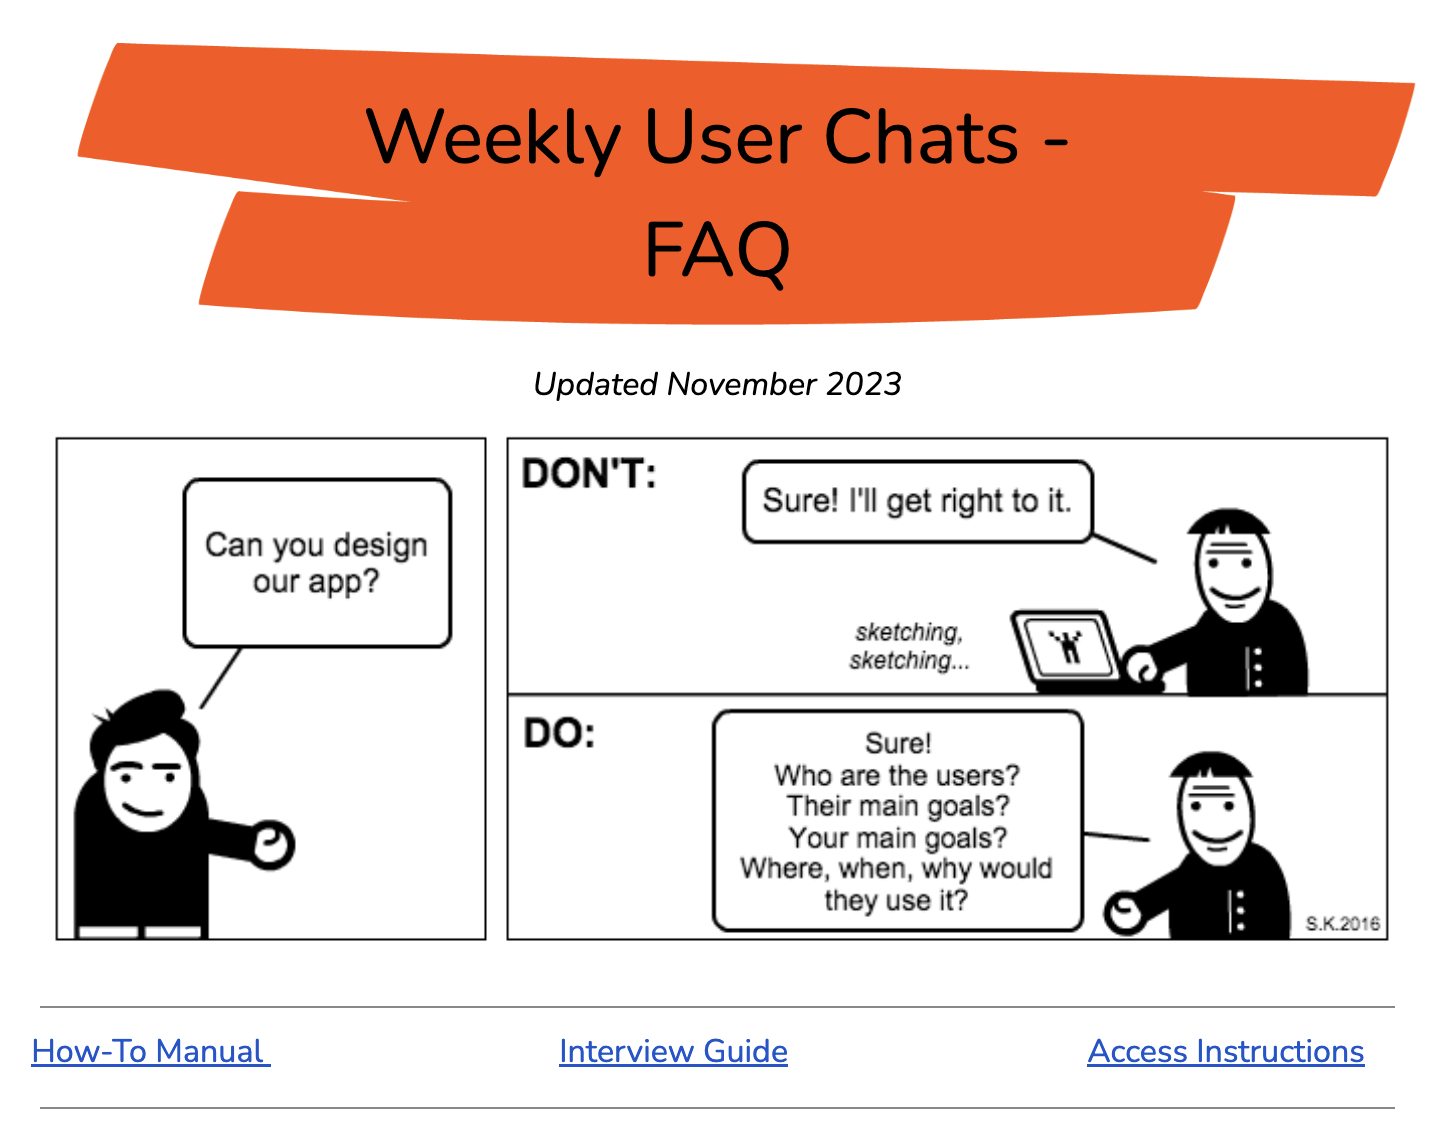 Weekly User Chats -
FAQ
Updated November 2023
Can you design
our app?
DON'T:
Sure! I'll get right to it.
sketching,
sketching...
DO:
Sure!
Who are the users?
Their main goals?
Your main goals?
Where, when, why would
they use it?
S.K.2016
How-To Manual
Interview Guide
Access Instructions